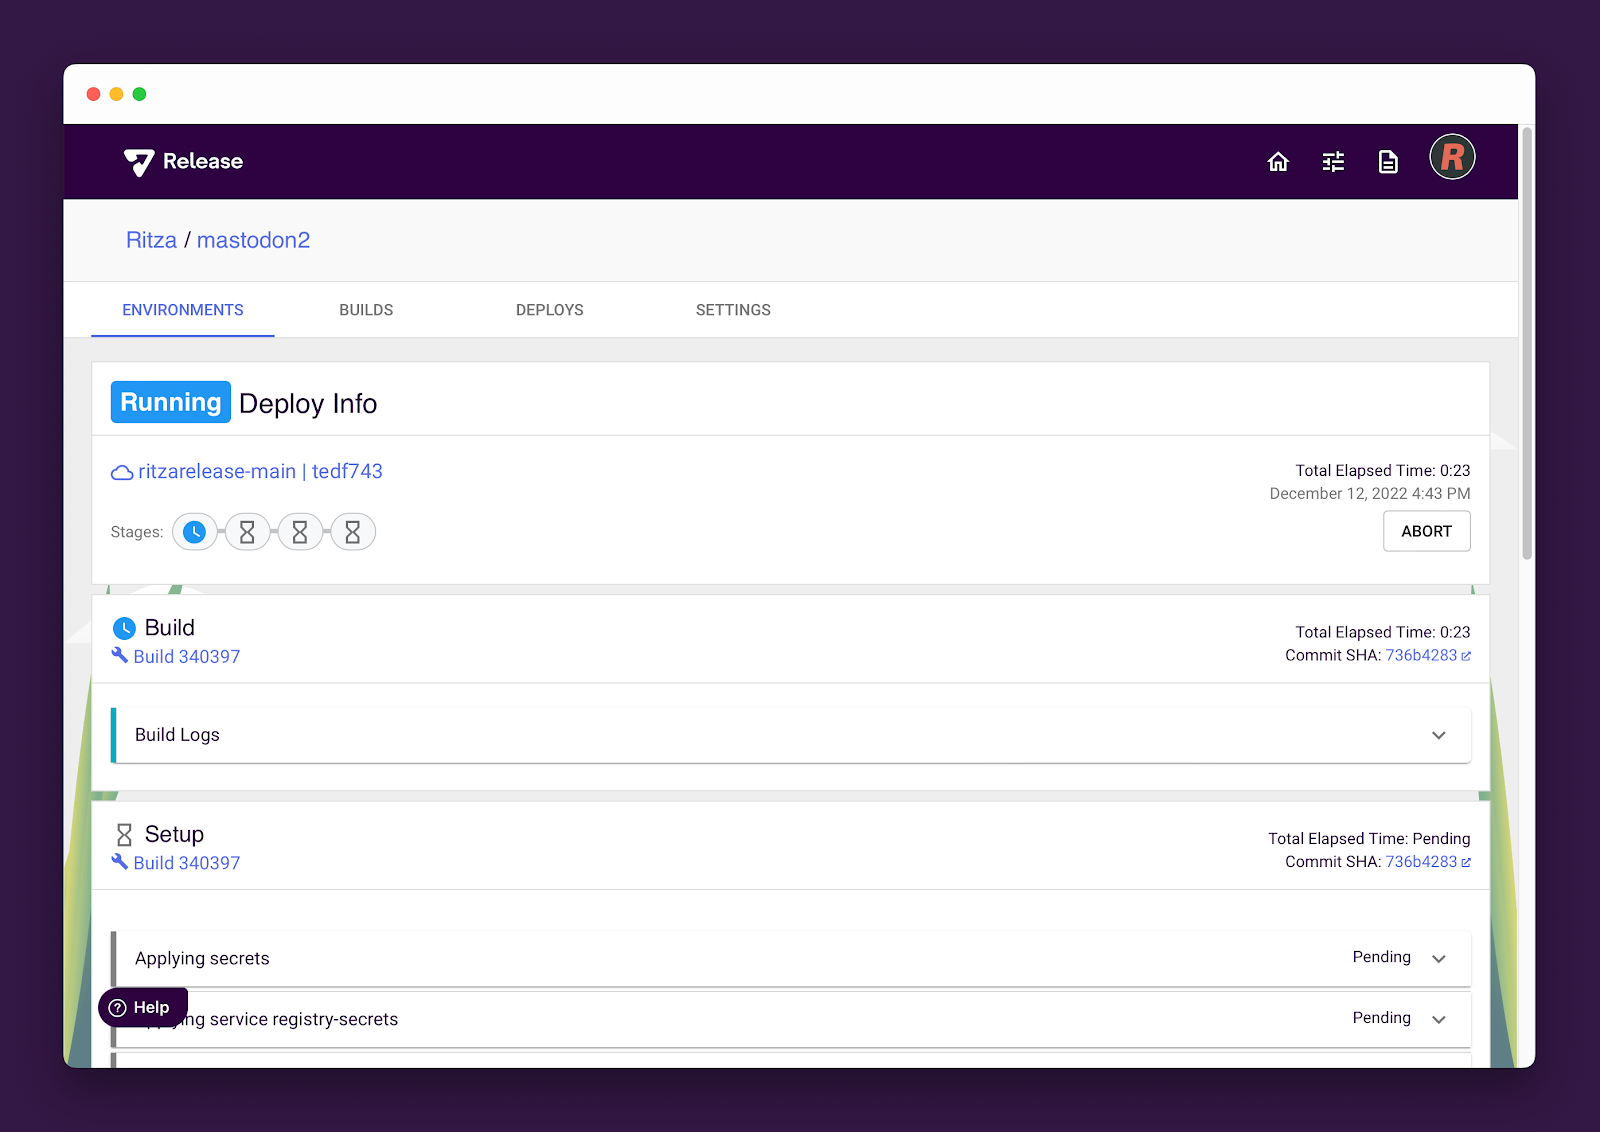 Release
R
Ritza / mastodon2
ENVIRONMENTS BUILDS DEPLOYS SETTINGS
Running Deploy Info
ritzarelease-main | tedf743
Total Elapsed Time: 0:23
December 12, 2022 4:43 PM
Stages:
ABORT
Build
Build 340397
Total Elapsed Time: 0:23
Commit SHA: 736b4283
Build Logs
Setup
Build 340397
Total Elapsed Time: Pending
Commit SHA: 736b4283
Applying secrets Pending
? Help
service registry-secrets Pending